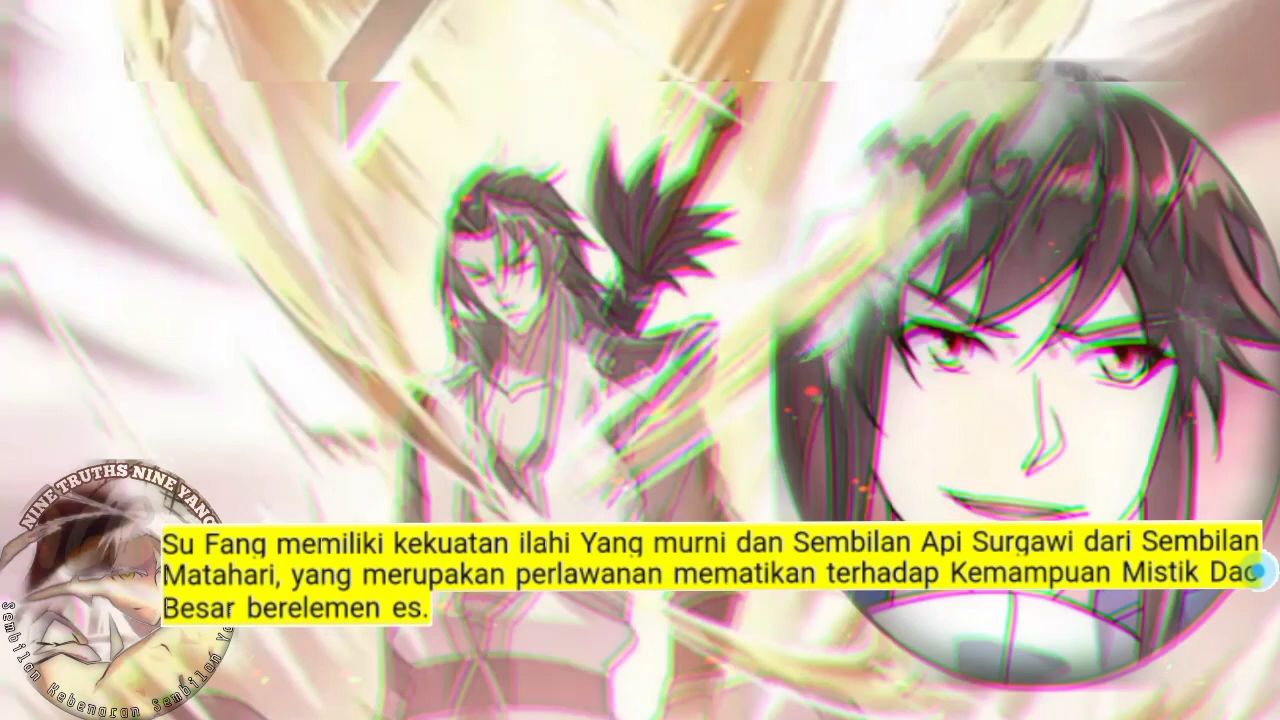 NINE TRUTHS NINE YANG
Su Fang memiliki kekuatan ilahi Yang murni dan Sembilan Api Surgawi dari Sembilan
Matahari, yang merupakan perlawanan mematikan terhadap Kemampuan Mistik Dao
Besar berelemen es.
Sembilan Kebenaran Sembilan